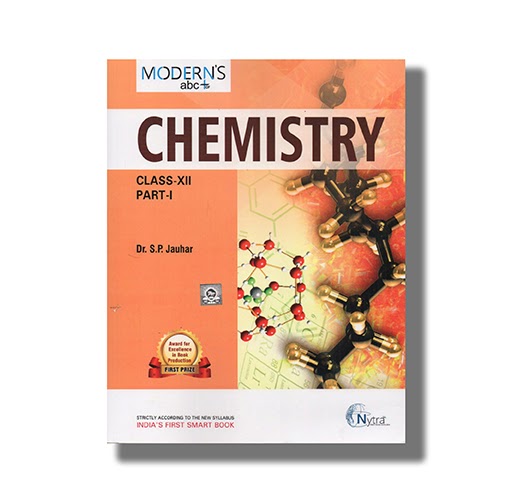 MODERN'S
abc+
CHEMISTRY
CLASS-XII
PART-I
Dr. S.P. Jauhar
Award for
Excellence
in Book
Production
FIRST PRIZE
STRICTLY ACCORDING TO THE NEW SYLLABUS
INDIA'S FIRST SMART BOOK
Nytra